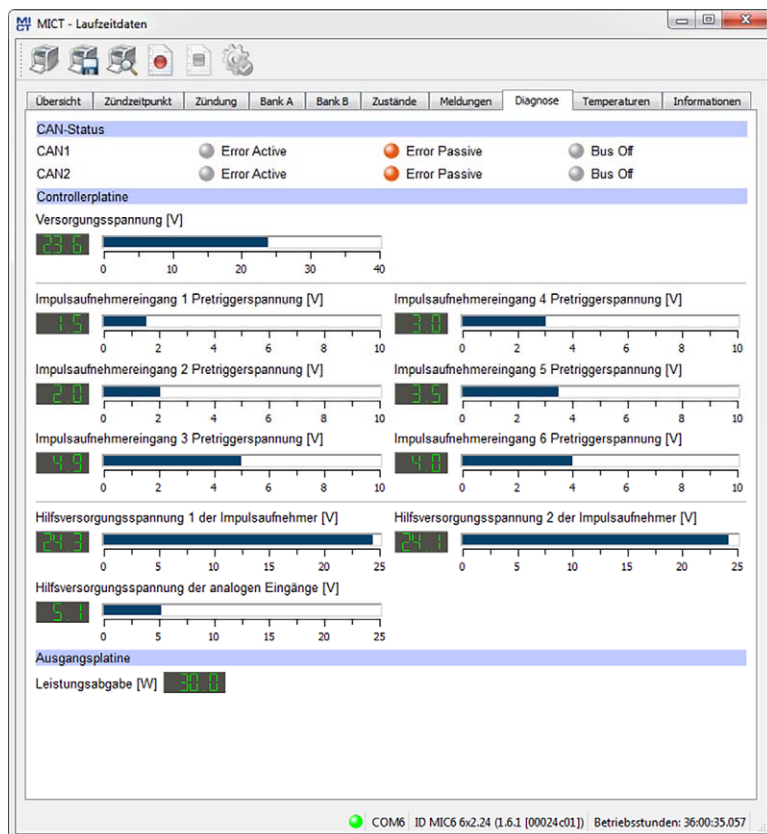 MICT - Laufzeitdaten
Übersicht Zündzeitpunkt Zündung Bank A Bank B Zustände Meldungen Diagnose Temperaturen Informationen
CAN-Status
CAN1 Error Active Error Passive Bus Off
CAN2 Error Active Error Passive Bus Off
Controllerplatine
Versorgungsspannung [V]
23.6
0 10 20 30 40
Impulsaufnehmereingang 1 Pretriggerspannung [V] Impulsaufnehmereingang 4 Pretriggerspannung [V]
1.5 3.0
0 2 4 6 8 10 0 2 4 6 8 10
Impulsaufnehmereingang 2 Pretriggerspannung [V] Impulsaufnehmereingang 5 Pretriggerspannung [V]
2.0 3.5
0 2 4 6 8 10 0 2 4 6 8 10
Impulsaufnehmereingang 3 Pretriggerspannung [V] Impulsaufnehmereingang 6 Pretriggerspannung [V]
4.9 4.0
0 2 4 6 8 10 0 2 4 6 8 10
Hilfsversorgungsspannung 1 der Impulsaufnehmer [V] Hilfsversorgungsspannung 2 der Impulsaufnehmer [V]
24.3 24.1
0 5 10 15 20 25 0 5 10 15 20 25
Hilfsversorgungsspannung der analogen Eingänge [V]
5.1
0 5 10 15 20 25
Ausgangsplatine
Leistungsabgabe [W] 30.0
COM6 ID MIC6 6x2.24 (1.6.1 [00024c01]) Betriebsstunden: 36:00:35.057